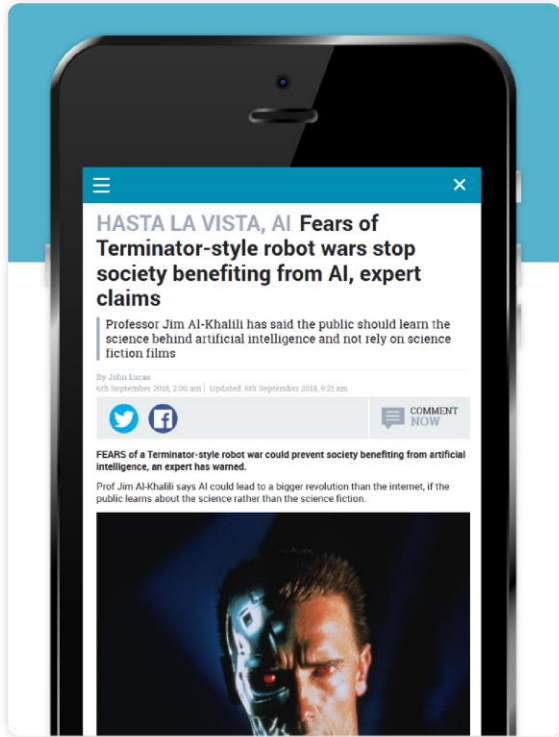 HASTA LA VISTA, AI Fears of
Terminator-style robot wars stop
society benefiting from AI, expert
claims
Professor Jim Al-Khalili has said the public should learn the
science behind artificial intelligence and not rely on science
fiction films
By John Lucas
6th September 2018, 2:00 am | Updated: 6th September 2018, 9:21 am
COMMENT
NOW
FEARS of a Terminator-style robot war could prevent society benefiting from artificial
intelligence, an expert has warned.
Prof Jim Al-Khalili says AI could lead to a bigger revolution than the internet, if the
public learns about the science rather than the science fiction.